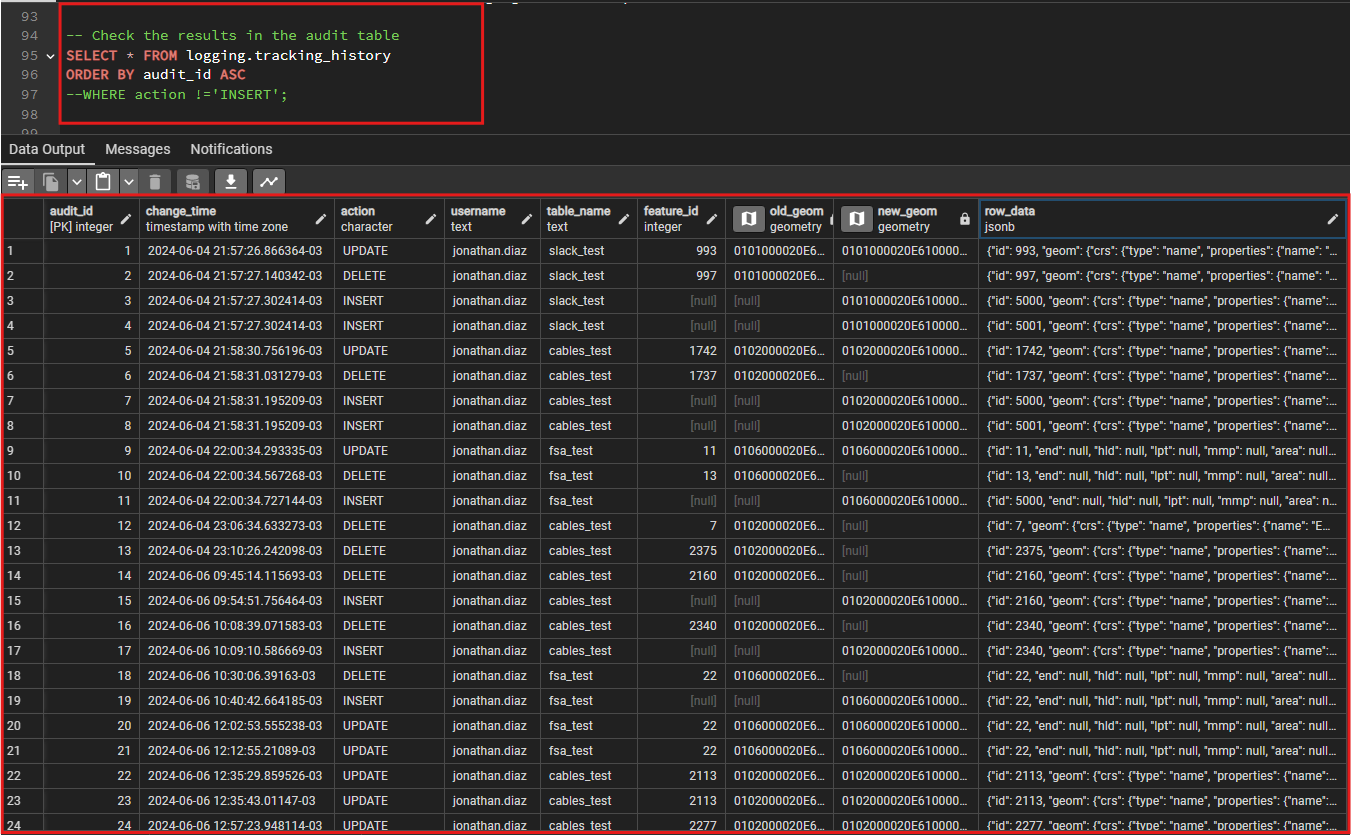 93
94 -- Check the results in the audit table
95 SELECT * FROM logging.tracking_history
96 ORDER BY audit_id ASC
97 --WHERE action !='INSERT';
98
Data Output Messages Notifications
audit_id change_time action username table_name feature_id old_geom new_geom row_data
[PK] integer timestamp with time zone character text text integer geometry geometry jsonb
1 1 2024-06-04 21:57:26.866364-03 UPDATE jonathan.diaz slack_test 993 0101000020E6... 0101000020E610000... {"id": 993, "geom": {"crs": {"type": "name", "properties": {"name": "...
2 2 2024-06-04 21:57:27.140342-03 DELETE jonathan.diaz slack_test 997 0101000020E6... [null] {"id": 997, "geom": {"crs": {"type": "name", "properties": {"name": "...
3 3 2024-06-04 21:57:27.302414-03 INSERT jonathan.diaz slack_test [null] [null] 0101000020E610000... {"id": 5000, "geom": {"crs": {"type": "name", "properties": {"name":...
4 4 2024-06-04 21:57:27.302414-03 INSERT jonathan.diaz slack_test [null] [null] 0101000020E610000... {"id": 5001, "geom": {"crs": {"type": "name", "properties": {"name":...
5 5 2024-06-04 21:58:30.756196-03 UPDATE jonathan.diaz cables_test 1742 0102000020E6... 0102000020E610000... {"id": 1742, "geom": {"crs": {"type": "name", "properties": {"name":...
6 6 2024-06-04 21:58:31.031279-03 DELETE jonathan.diaz cables_test 1737 0102000020E6... [null] {"id": 1737, "geom": {"crs": {"type": "name", "properties": {"name":...
7 7 2024-06-04 21:58:31.195209-03 INSERT jonathan.diaz cables_test [null] [null] 0102000020E610000... {"id": 5000, "geom": {"crs": {"type": "name", "properties": {"name":...
8 8 2024-06-04 21:58:31.195209-03 INSERT jonathan.diaz cables_test [null] [null] 0102000020E610000... {"id": 5001, "geom": {"crs": {"type": "name", "properties": {"name":...
9 9 2024-06-04 22:00:34.293335-03 UPDATE jonathan.diaz fsa_test 11 0106000020E6... 0106000020E610000... {"id": 11, "end": null, "hld": null, "lpt": null, "mmp": null, "area": null...
10 10 2024-06-04 22:00:34.567268-03 DELETE jonathan.diaz fsa_test 13 0106000020E6... [null] {"id": 13, "end": null, "hld": null, "lpt": null, "mmp": null, "area": null...
11 11 2024-06-04 22:00:34.727144-03 INSERT jonathan.diaz fsa_test [null] [null] 0106000020E610000... {"id": 5000, "end": null, "hld": null, "lpt": null, "mmp": null, "area": n...
12 12 2024-06-04 23:06:34.633273-03 DELETE jonathan.diaz cables_test 7 0102000020E6... [null] {"id": 7, "geom": {"crs": {"type": "name", "properties": {"name": "E...
13 13 2024-06-04 23:10:26.242098-03 DELETE jonathan.diaz cables_test 2375 0102000020E6... [null] {"id": 2375, "geom": {"crs": {"type": "name", "properties": {"name":...
14 14 2024-06-06 09:45:14.115693-03 DELETE jonathan.diaz cables_test 2160 0102000020E6... [null] {"id": 2160, "geom": {"crs": {"type": "name", "properties": {"name":...
15 15 2024-06-06 09:54:51.756464-03 INSERT jonathan.diaz cables_test [null] [null] 0102000020E610000... {"id": 2160, "geom": {"crs": {"type": "name", "properties": {"name":...
16 16 2024-06-06 10:08:39.071583-03 DELETE jonathan.diaz cables_test 2340 0102000020E6... [null] {"id": 2340, "geom": {"crs": {"type": "name", "properties": {"name":...
17 17 2024-06-06 10:09:10.586669-03 INSERT jonathan.diaz cables_test [null] [null] 0102000020E610000... {"id": 2340, "geom": {"crs": {"type": "name", "properties": {"name":...
18 18 2024-06-06 10:30:06.39163-03 DELETE jonathan.diaz fsa_test 22 0106000020E6... [null] {"id": 22, "end": null, "hld": null, "lpt": null, "mmp": null, "area": null...
19 19 2024-06-06 10:40:42.664185-03 INSERT jonathan.diaz fsa_test [null] [null] 0106000020E610000... {"id": 22, "end": null, "hld": null, "lpt": null, "mmp": null, "area": null...
20 20 2024-06-06 12:02:53.555238-03 UPDATE jonathan.diaz fsa_test 22 0106000020E6... 0106000020E610000... {"id": 22, "end": null, "hld": null, "lpt": null, "mmp": null, "area": null...
21 21 2024-06-06 12:12:55.21089-03 UPDATE jonathan.diaz fsa_test 22 0106000020E6... 0106000020E610000... {"id": 22, "end": null, "hld": null, "lpt": null, "mmp": null, "area": null...
22 22 2024-06-06 12:35:29.859526-03 UPDATE jonathan.diaz cables_test 2113 0102000020E6... 0102000020E610000... {"id": 2113, "geom": {"crs": {"type": "name", "properties": {"name":...
23 23 2024-06-06 12:35:43.01147-03 UPDATE jonathan.diaz cables_test 2113 0102000020E6... 0102000020E610000... {"id": 2113, "geom": {"crs": {"type": "name", "properties": {"name":...
24 24 2024-06-06 12:57:23.948114-03 UPDATE jonathan.diaz cables_test 2277 0102000020E6... 0102000020E610000... {"id": 2277, "geom": {"crs": {"type": "name", "properties": {"name":...